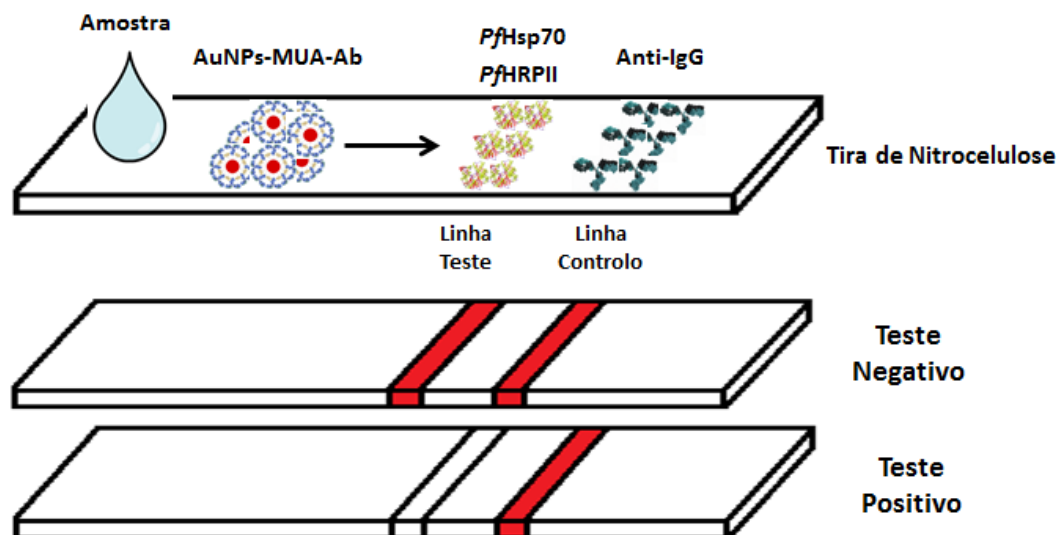 Amostra
AuNPs-MUA-Ab
PfHsp70
PfHRPII
Anti-IgG
Tira de Nitrocelulose
Linha
Teste
Linha
Controlo
Teste
Negativo
Teste
Positivo